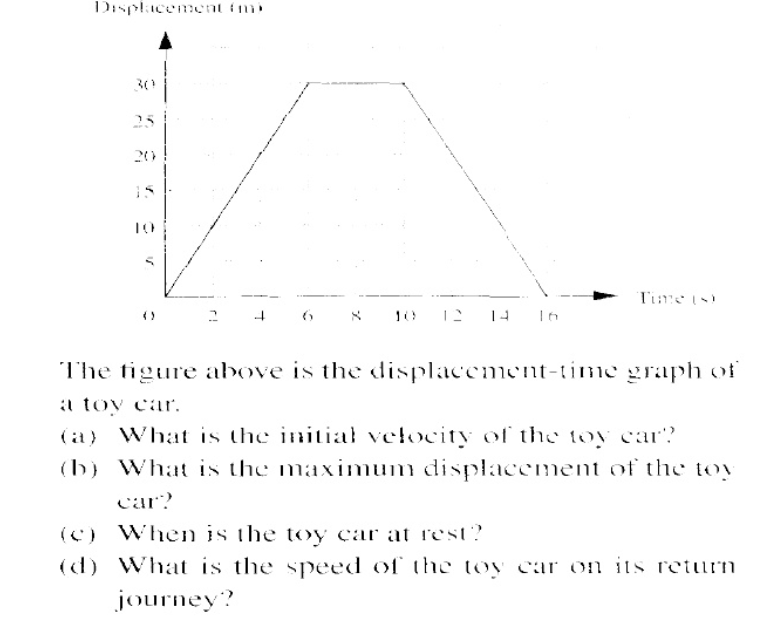 Displacement (m)
30
25
20
15
10
5
0 2 4 6 8 10 12 14 16
Time (s)
The figure above is the displacement-time graph of
a toy car.
(a) What is the initial velocity of the toy car?
(b) What is the maximum displacement of the toy
car?
(c) When is the toy car at rest?
(d) What is the speed of the toy car on its return
journey?